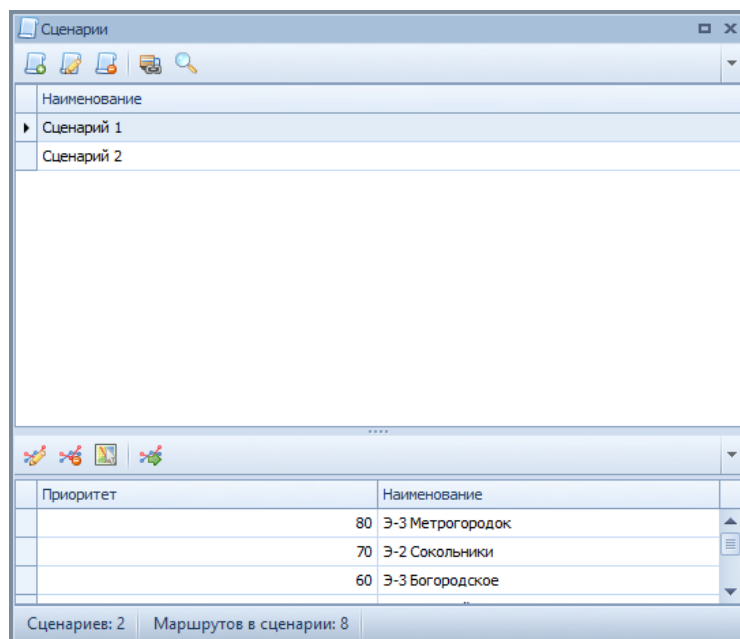 Сценарии
Наименование
Сценарий 1
Сценарий 2
Приоритет Наименование
80 Э-3 Метрогородок
70 Э-2 Сокольники
60 Э-3 Богородское
Сценариев: 2 Маршрутов в сценарии: 8